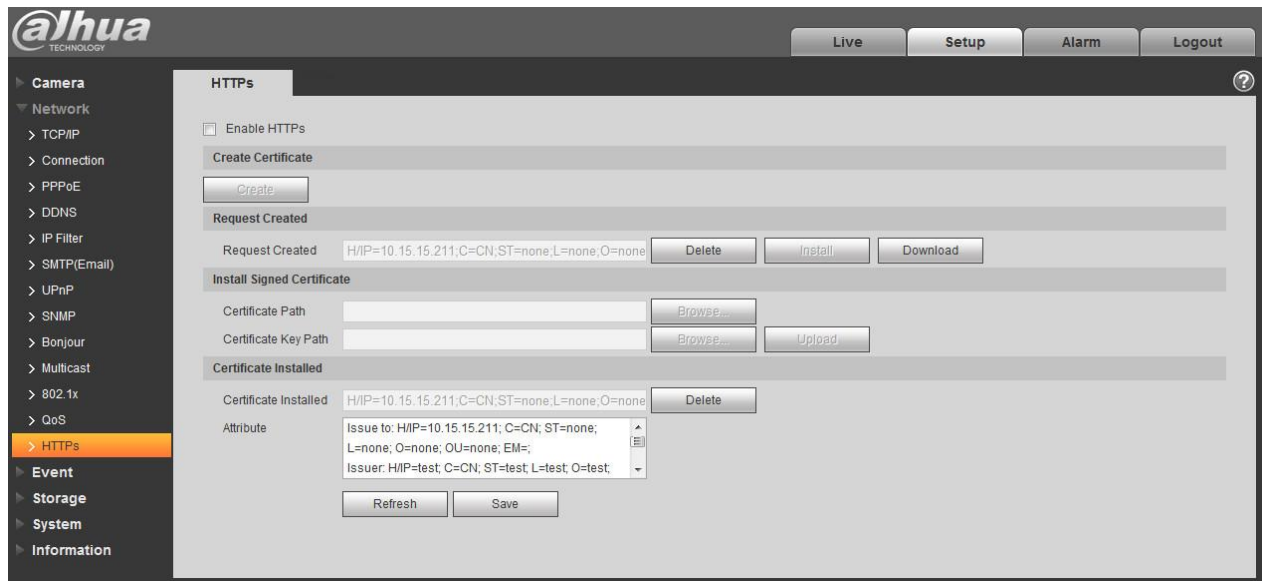 alhua
TECHNOLOGY
Live Setup Alarm Logout
Camera
Network
TCP/IP
Connection
PPPoE
DDNS
IP Filter
SMTP(Email)
UPnP
SNMP
Bonjour
Multicast
802.1x
QoS
HTTPs
Event
Storage
System
Information
HTTPs
?
Enable HTTPs
Create Certificate
Create
Request Created
Request Created H/IP=10.15.15.211;C=CN;ST=none;L=none;O=none Delete Install Download
Install Signed Certificate
Certificate Path Browse...
Certificate Key Path Browse... Upload
Certificate Installed
Certificate Installed H/IP=10.15.15.211;C=CN;ST=none;L=none;O=none Delete
Attribute Issue to: H/IP=10.15.15.211; C=CN; ST=none;
L=none; O=none; OU=none; EM=;
Issuer: H/IP=test; C=CN; ST=test; L=test; O=test;
Refresh Save